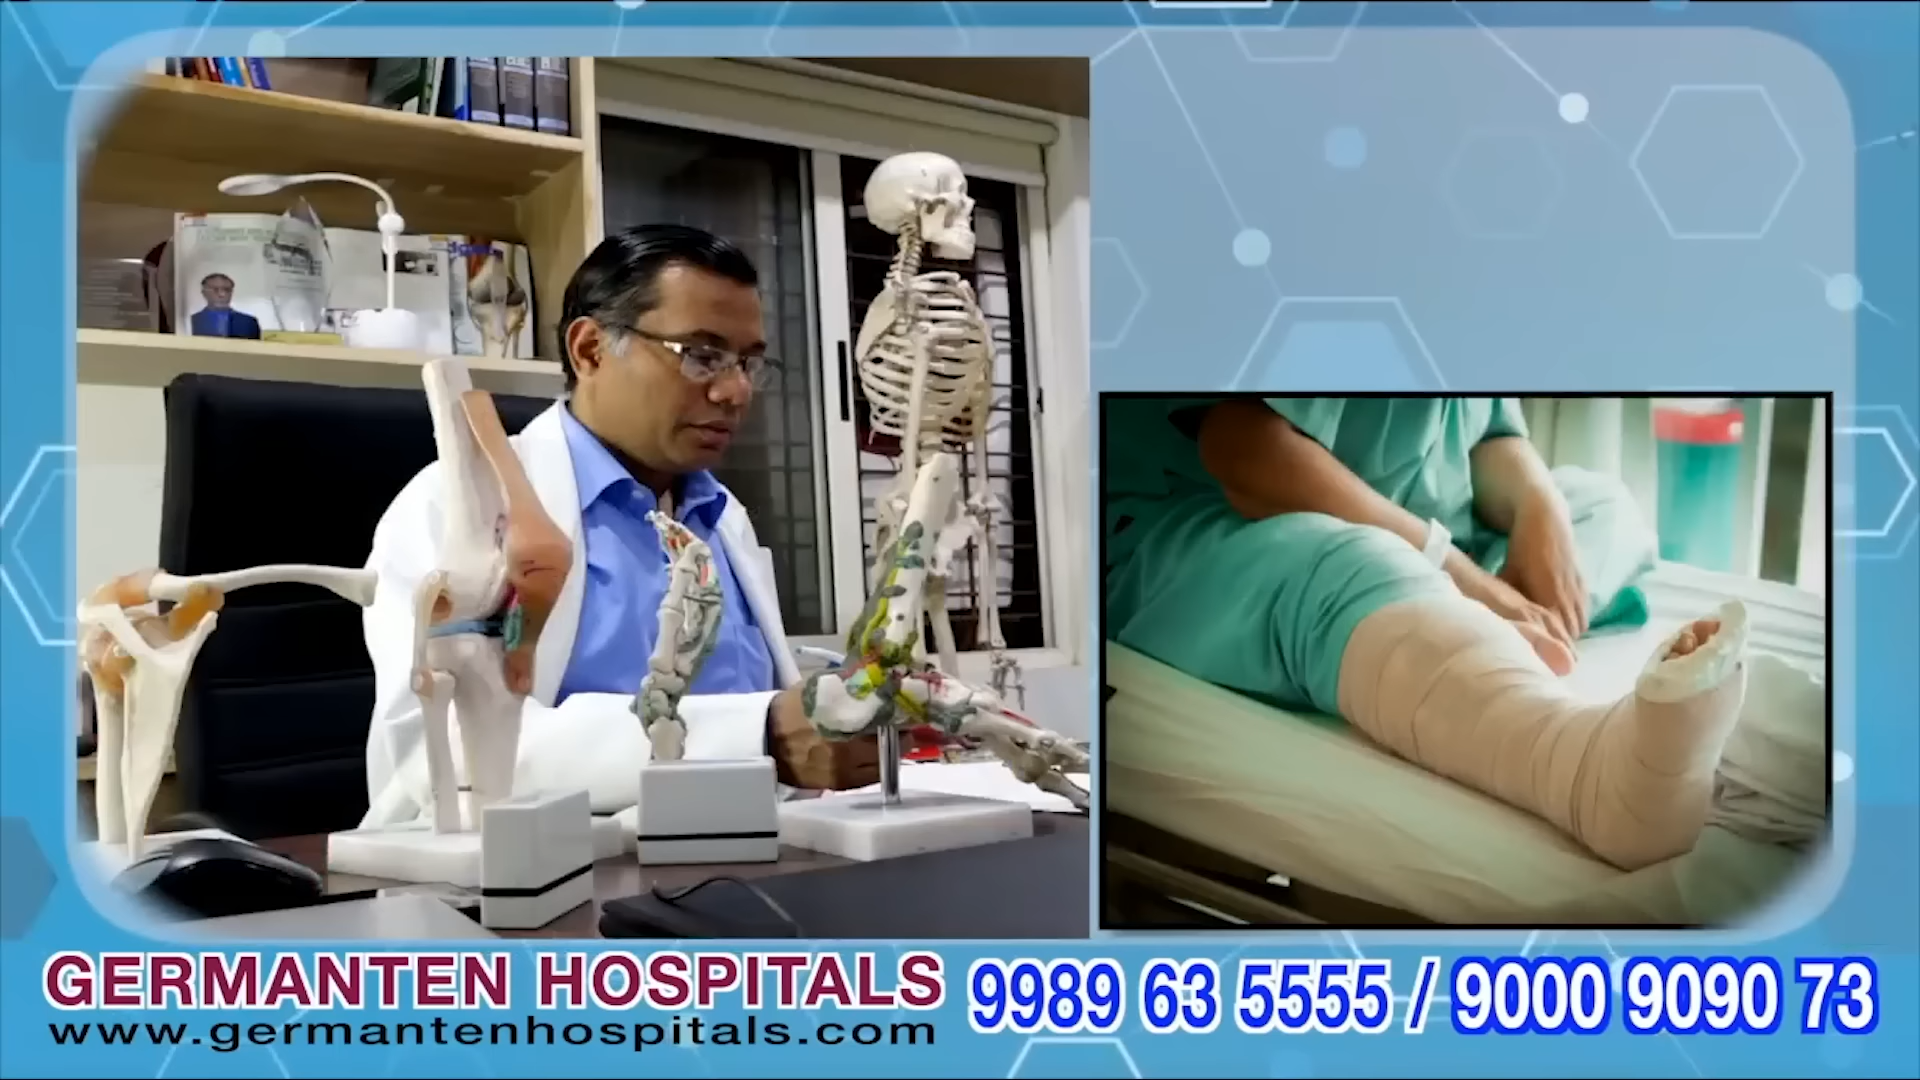 GERMANTEN HOSPITALS
www.germantenhospitals.com
9989 63 5555 / 9000 9090 73